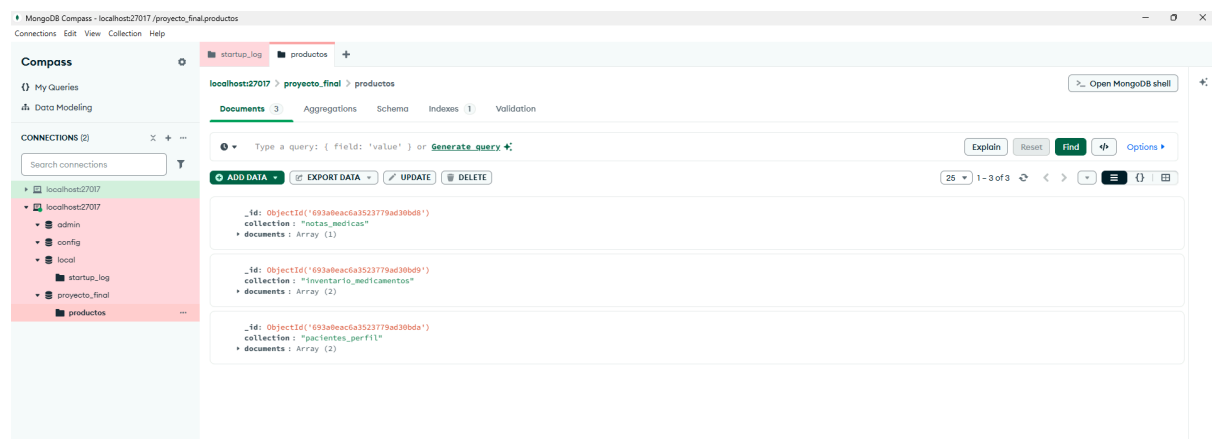 MongoDB Compass - localhost:27017 /proyecto_final.productos
Connections Edit View Collection Help
Compass
startup_log
productos
My Queries
Data Modeling
CONNECTIONS (2)
Search connections
localhost:27017
localhost:27017
admin
config
local
startup_log
proyecto_final
productos
localhost:27017 > proyecto_final > productos
>_ Open MongoDB shell
Documents 3 Aggregations Schema Indexes 1 Validation
Type a query: { field: 'value' } or Generate query
Explain Reset Find </> Options
ADD DATA EXPORT DATA UPDATE DELETE
25 1 – 3 of 3
_id: ObjectId('693a0eac6a3523779ad30bd8')
collection : "notas_medicas"
documents : Array (1)
_id: ObjectId('693a0eac6a3523779ad30bd9')
collection : "inventario_medicamentos"
documents : Array (2)
_id: ObjectId('693a0eac6a3523779ad30bda')
collection : "pacientes_perfil"
documents : Array (2)